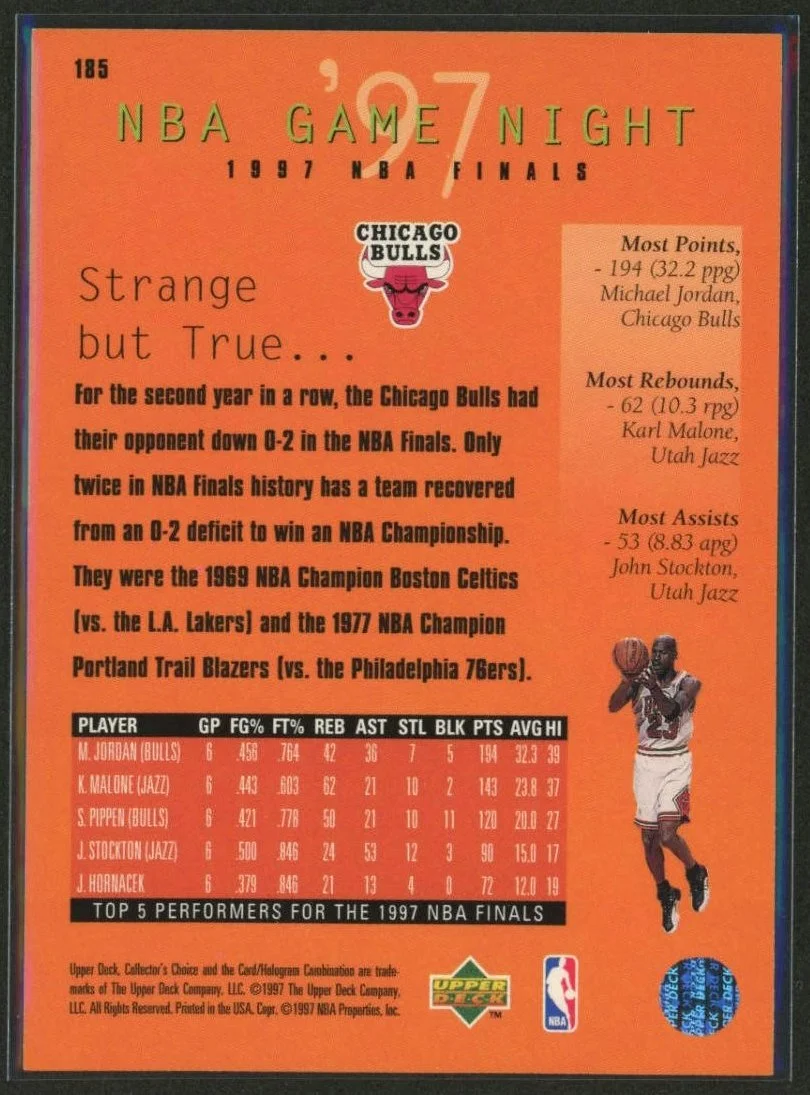 185
'97
NBA GAME NIGHT
1997 NBA FINALS
CHICAGO
BULLS
Strange
but True...
For the second year in a row, the Chicago Bulls had
their opponent down 0-2 in the NBA Finals. Only
twice in NBA Finals history has a team recovered
from an 0-2 deficit to win an NBA Championship.
They were the 1969 NBA Champion Boston Celtics
(vs. the L.A. Lakers) and the 1977 NBA Champion
Portland Trail Blazers (vs. the Philadelphia 76ers).
Most Points,
- 194 (32.2 ppg)
Michael Jordan,
Chicago Bulls
Most Rebounds,
- 62 (10.3 rpg)
Karl Malone,
Utah Jazz
Most Assists
- 53 (8.83 apg)
John Stockton,
Utah Jazz
23
PLAYER GP FG% FT% REB AST STL BLK PTS AVG HI
M. JORDAN (BULLS) 6 .456 .764 42 36 7 5 194 32.3 39
K. MALONE (JAZZ) 6 .443 .603 62 21 10 2 143 23.8 37
S. PIPPEN (BULLS) 6 .421 .778 50 21 10 11 120 20.0 27
J. STOCKTON (JAZZ) 6 .500 .846 24 53 12 3 90 15.0 17
J. HORNACEK 6 .379 .846 21 13 4 0 72 12.0 19
TOP 5 PERFORMERS FOR THE 1997 NBA FINALS
Upper Deck, Collector's Choice and the Card/Hologram Combination are trade-
marks of The Upper Deck Company, LLC. ©1997 The Upper Deck Company,
LLC. All Rights Reserved. Printed in the USA. Copr. ©1997 NBA Properties, Inc.
UPPER
DECK
TM
NBA
UPPER DECK